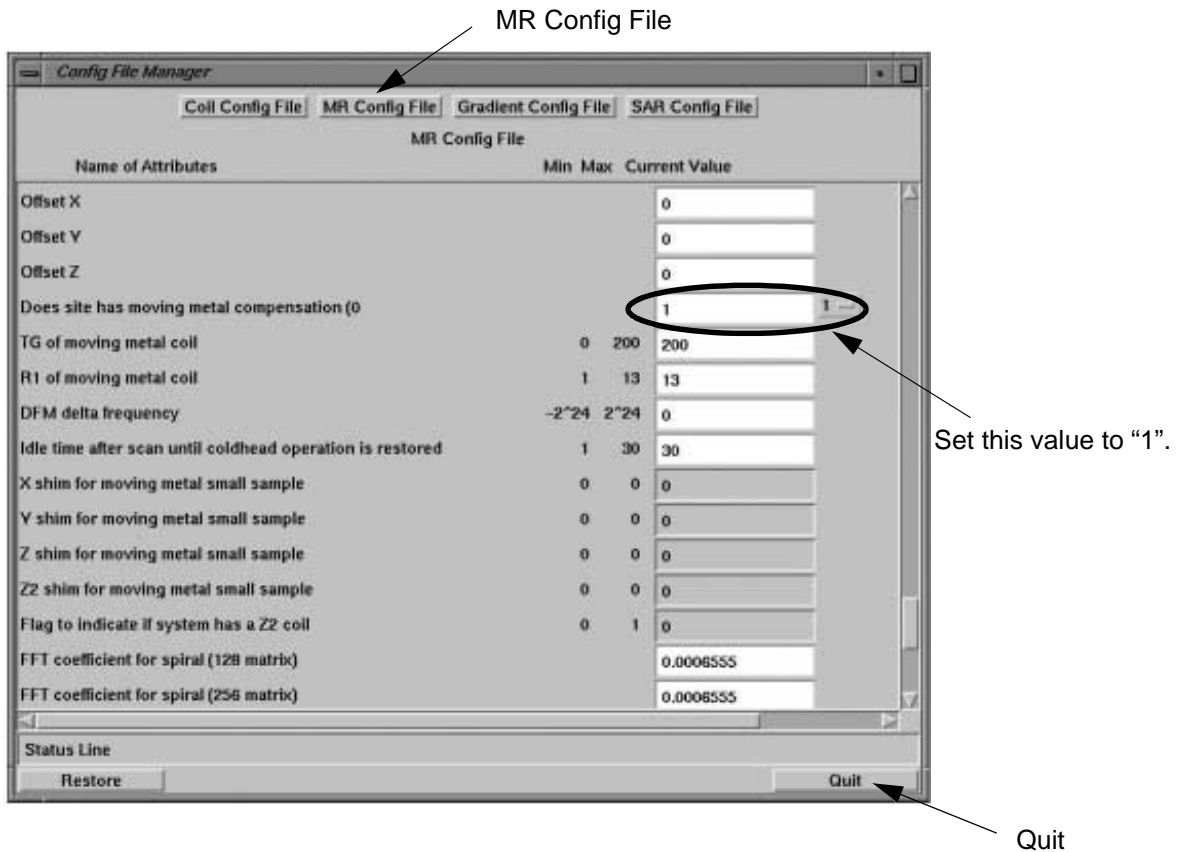 MR Config File
Config File Manager
Coil Config File MR Config File Gradient Config File SAR Config File
MR Config File
Name of Attributes Min Max Current Value
Offset X 0
Offset Y 0
Offset Z 0
Does site has moving metal compensation (0 1 1
TG of moving metal coil 0 200 200
R1 of moving metal coil 1 13 13
DFM delta frequency -2^24 2^24 0
Set this value to “1”.
Idle time after scan until coldhead operation is restored 1 30 30
X shim for moving metal small sample 0 0 0
Y shim for moving metal small sample 0 0 0
Z shim for moving metal small sample 0 0 0
Z2 shim for moving metal small sample 0 0 0
Flag to indicate if system has a Z2 coil 0 1 0
FFT coefficient for spiral (128 matrix) 0.0006555
FFT coefficient for spiral (256 matrix) 0.0006555
Status Line
Restore Quit
Quit